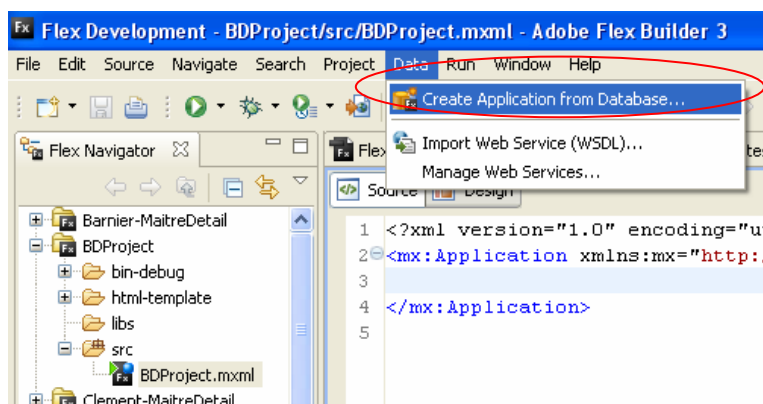 Flex Development - BDProject/src/BDProject.mxml - Adobe Flex Builder 3
File Edit Source Navigate Search Project Data Run Window Help
Create Application from Database...
Import Web Service (WSDL)...
Manage Web Services...
Flex Navigator
Source Design
Barnier-MaitreDetail
BDProject
bin-debug
html-template
libs
src
BDProject.mxml
Clement-MaitreDetail
1 <?xml version="1.0" encoding="u
2 <mx:Application xmlns:mx="http:
3
4 </mx:Application>
5